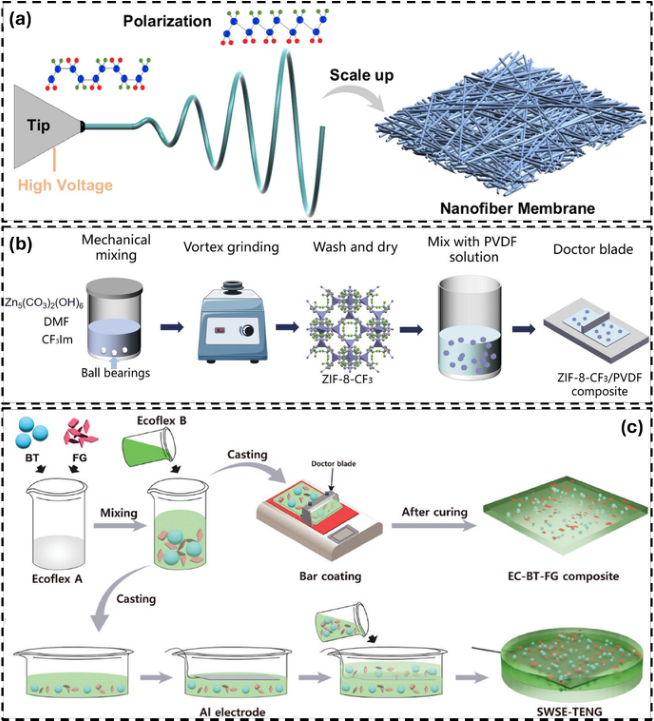 (a)
Polarization
Tip
High Voltage
Scale up
Nanofiber Membrane
(b)
Mechanical
mixing
Vortex grinding
Wash and dry
Mix with PVDF
solution
Doctor blade
Zn₅(CO₃)₂(OH)₆
DMF
CF₃Im
Ball bearings
ZIF-8-CF₃
ZIF-8-CF₃/PVDF
composite
(c)
BT
FG
Ecoflex B
Casting
Doctor blade
Mixing
After curing
Ecoflex A
Bar coating
EC-BT-FG composite
Casting
Al electrode
SWSE-TENG